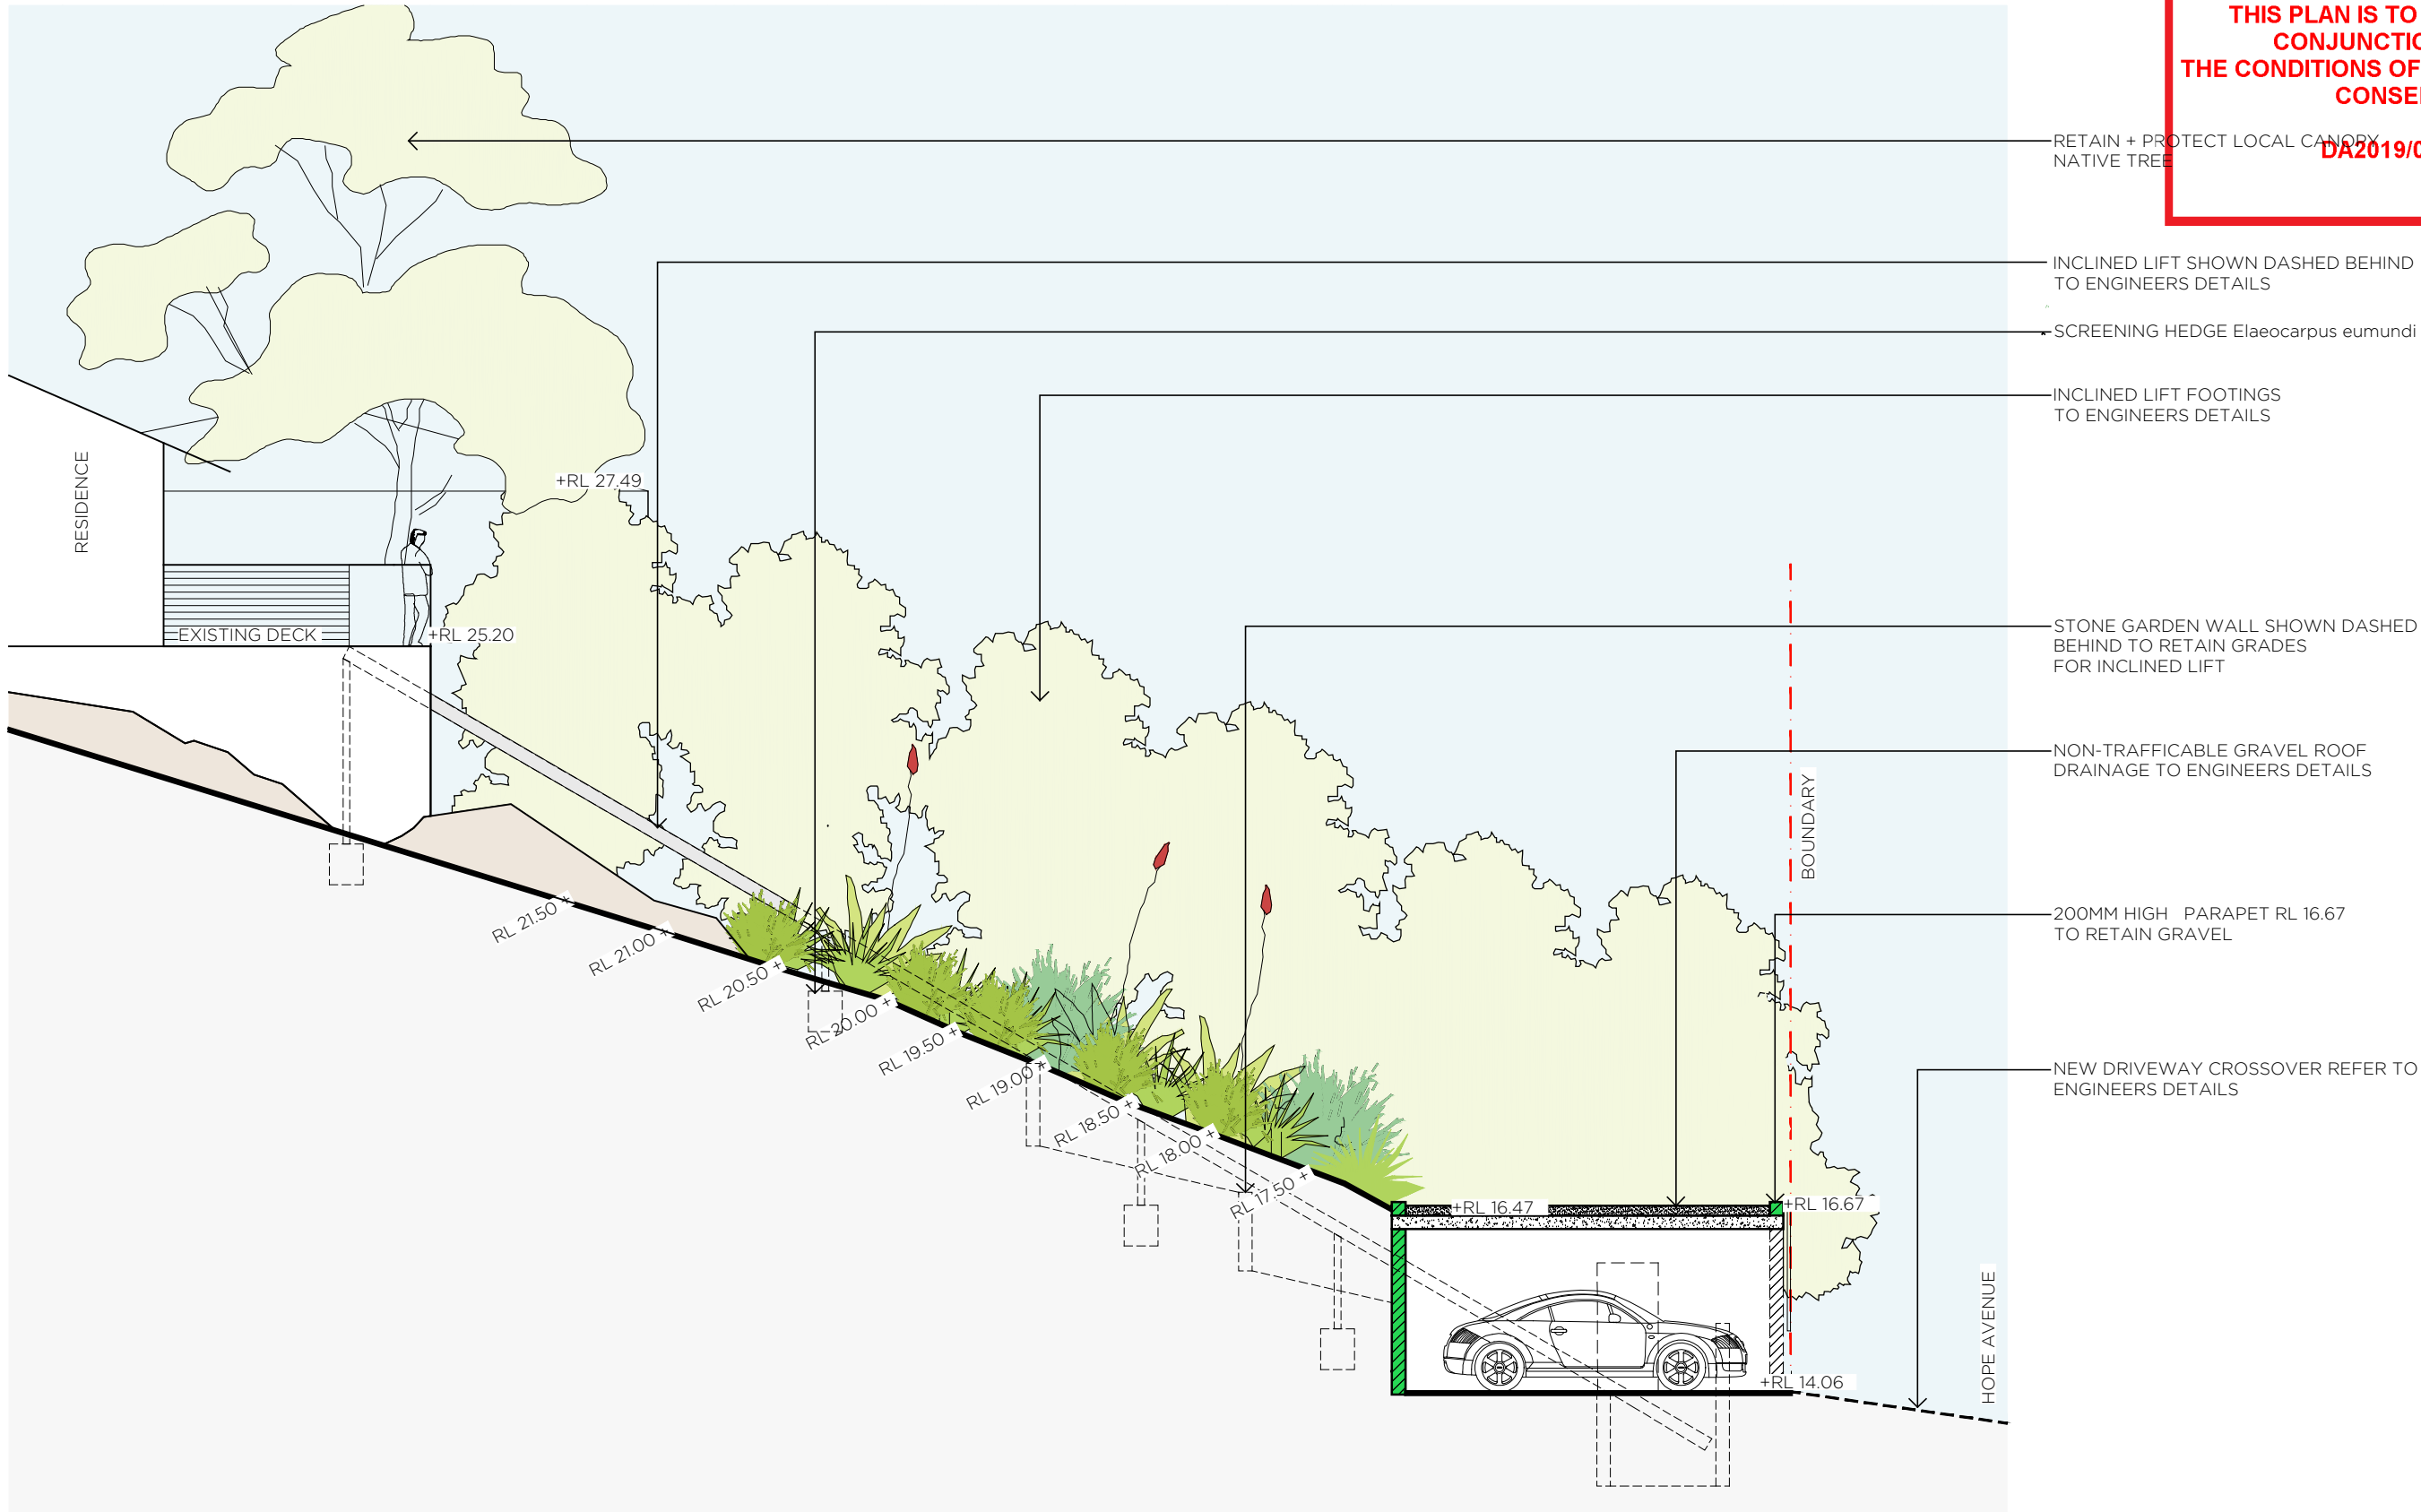 THIS PLAN IS TO
CONJUNCTIO
THE CONDITIONS OF
CONSE
DA2019/0
RETAIN + PROTECT LOCAL CANOPY
NATIVE TREE
INCLINED LIFT SHOWN DASHED BEHIND
TO ENGINEERS DETAILS
SCREENING HEDGE Elaeocarpus eumundi
INCLINED LIFT FOOTINGS
TO ENGINEERS DETAILS
STONE GARDEN WALL SHOWN DASHED
BEHIND TO RETAIN GRADES
FOR INCLINED LIFT
NON-TRAFFICABLE GRAVEL ROOF
DRAINAGE TO ENGINEERS DETAILS
200MM HIGH PARAPET RL 16.67
TO RETAIN GRAVEL
NEW DRIVEWAY CROSSOVER REFER TO
ENGINEERS DETAILS
RESIDENCE
+RL 27.49
EXISTING DECK
+RL 25.20
BOUNDARY
RL 21.50 +
RL 21.00 +
RL 20.50 +
RL 20.00 +
RL 19.50 +
RL 19.00 +
RL 18.50 +
RL 18.00 +
RL 17.50 +
+RL 16.47
+RL 16.67
+RL 14.06
HOPE AVENUE